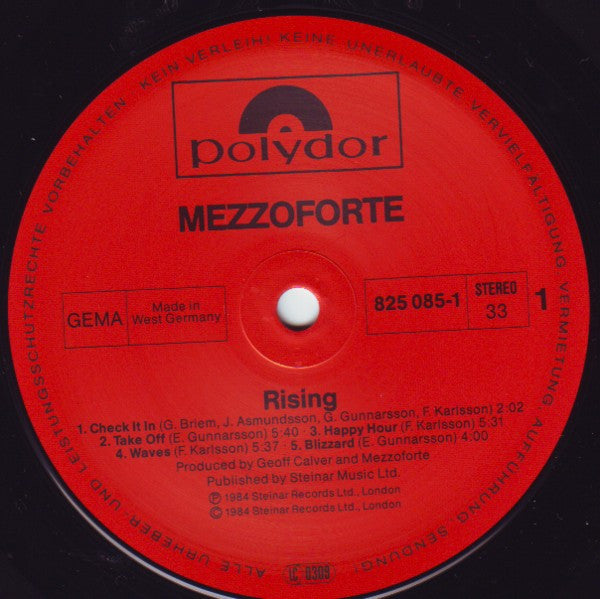 ALLE URHEBER- UND LEISTUNGSSCHUTZRECHTE VORBEHALTEN · KEIN VERLEIH! KEINE UNERLAUBTE VERVIELFÄLTIGUNG, VERMIETUNG, AUFFÜHRUNG, SENDUNG!
polydor
MEZZOFORTE
GEMA
Made in
West Germany
825 085-1
STEREO
33
1
Rising
1. Check It In (G. Briem, J. Asmundsson, G. Gunnarsson, F. Karlsson) 2:02
2. Take Off (E. Gunnarsson) 5:40 · 3. Happy Hour (F. Karlsson) 5:31
4. Waves (F. Karlsson) 5:37 · 5. Blizzard (E. Gunnarsson) 4:00
Produced by Geoff Calver and Mezzoforte
Published by Steinar Music Ltd.
Ⓟ 1984 Steinar Records Ltd., London
© 1984 Steinar Records Ltd., London
LC 0309